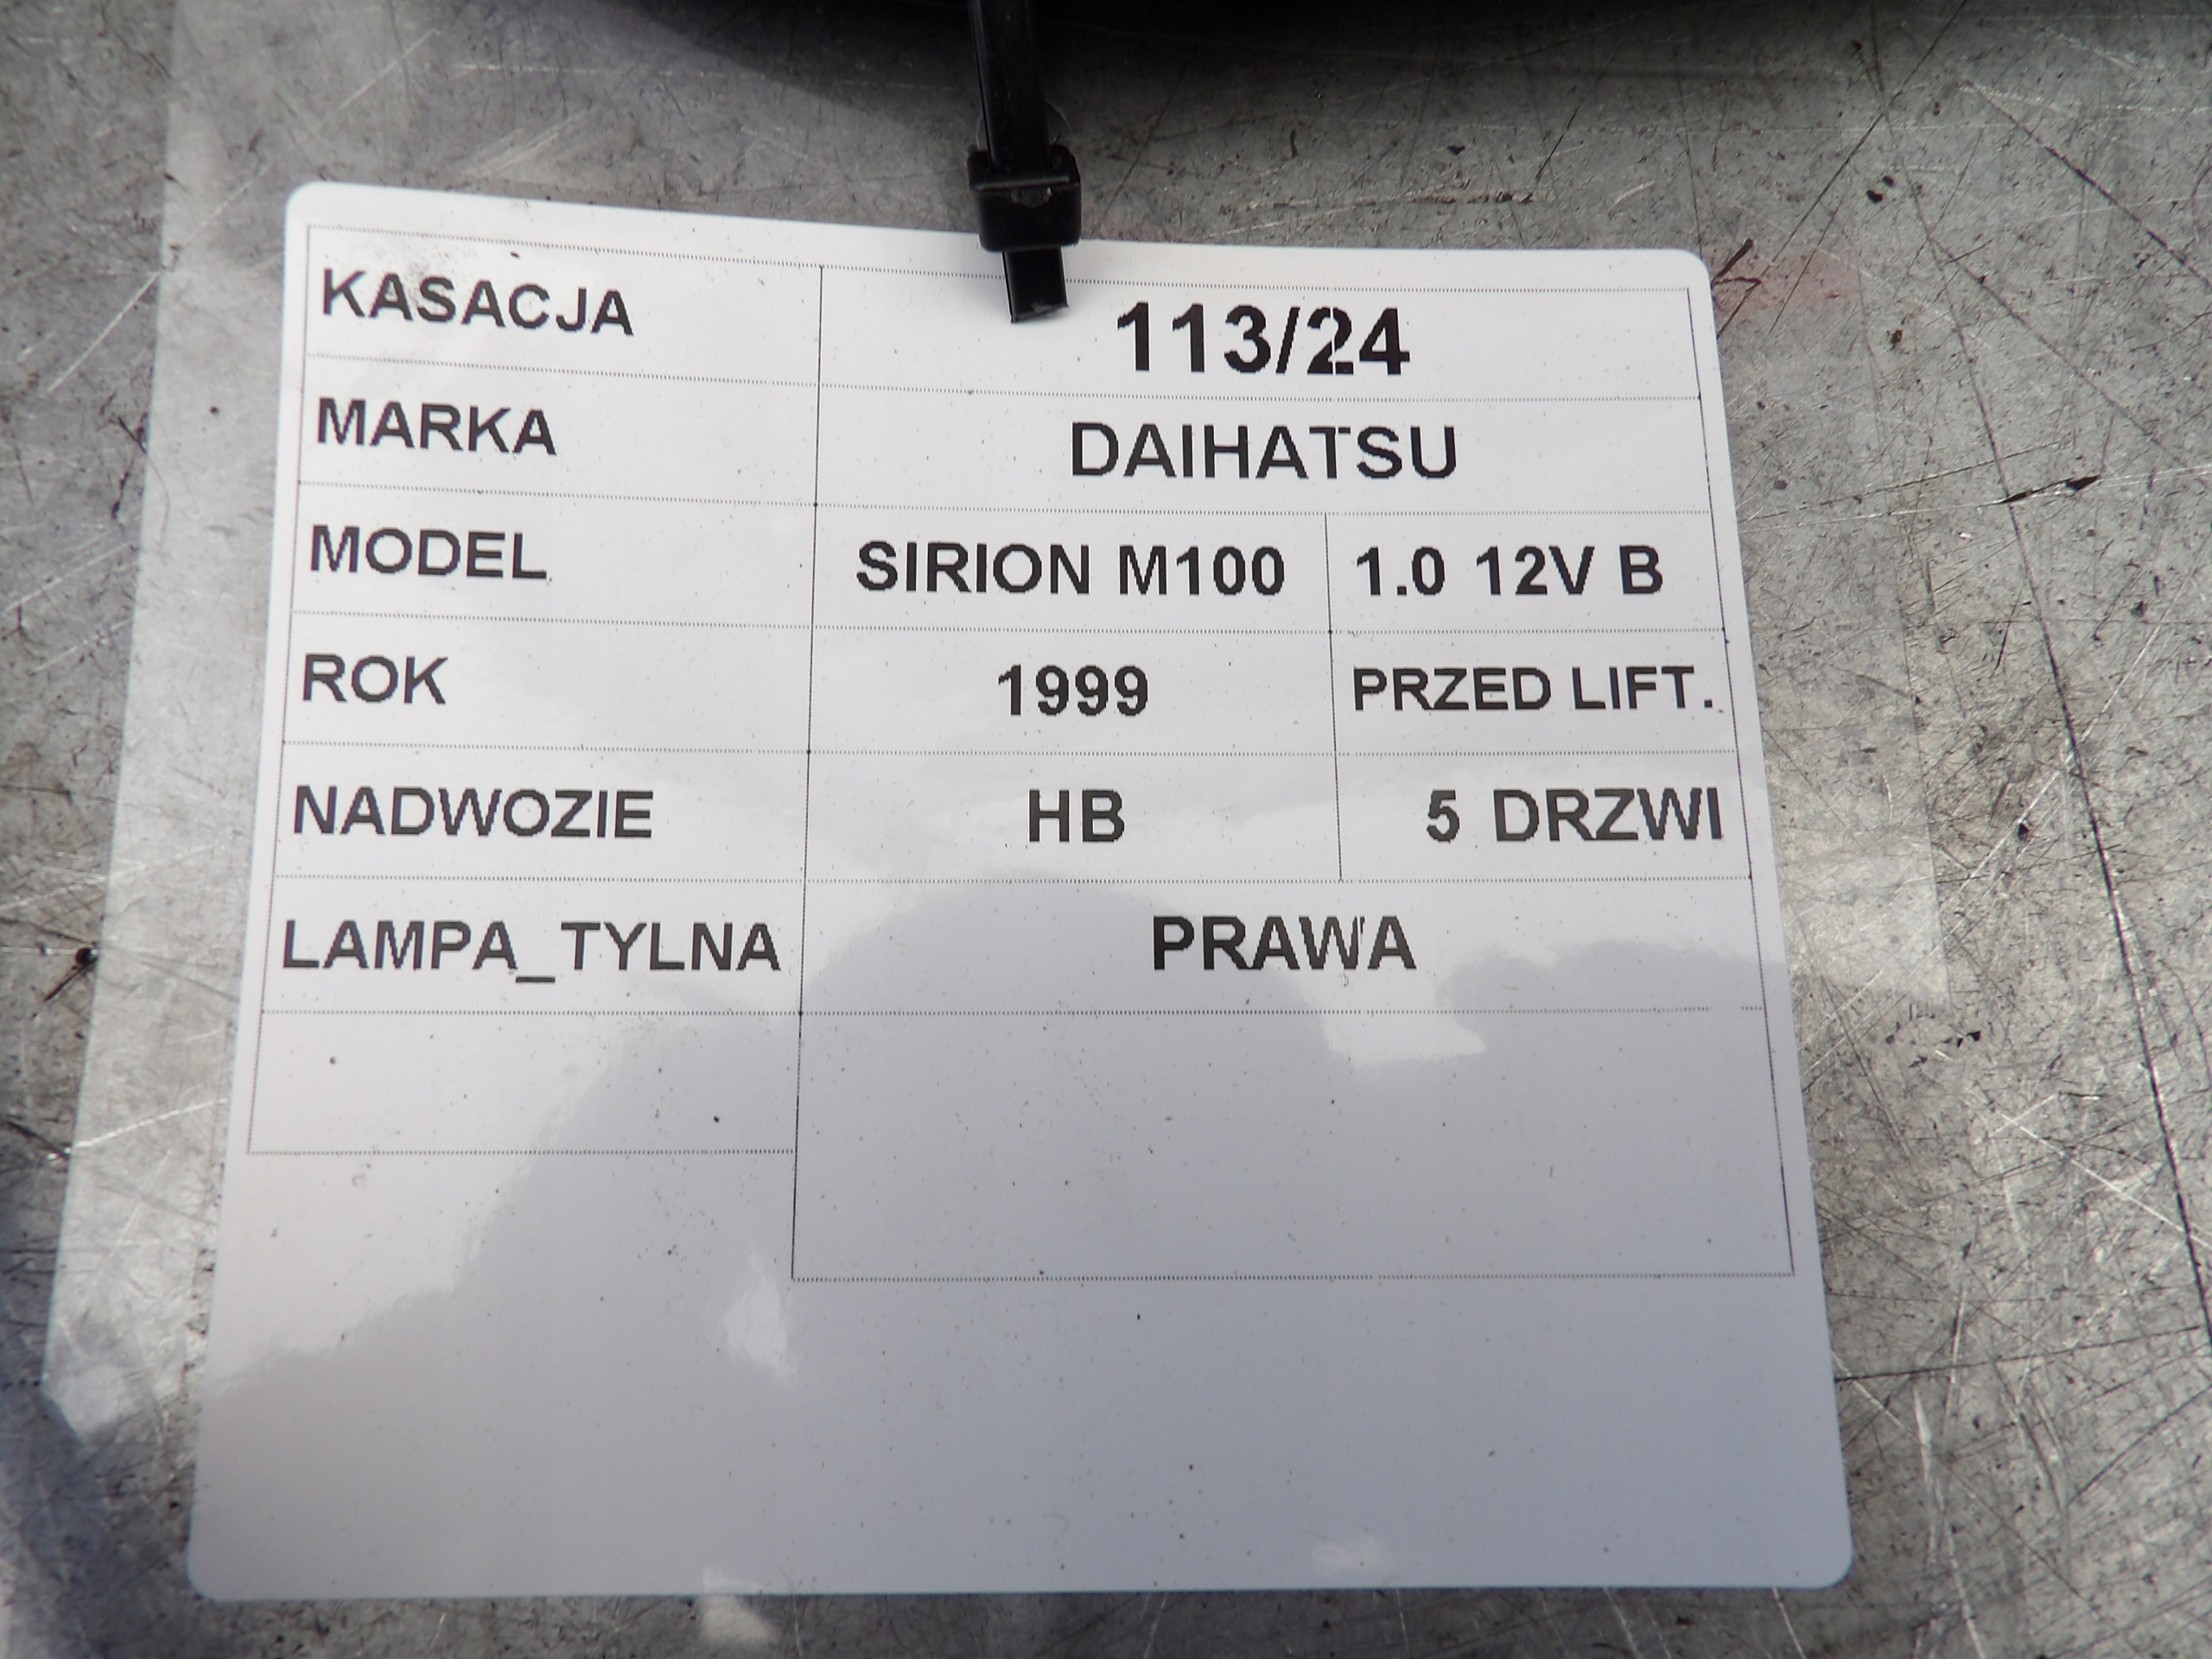 KASACJA 113/24
MARKA DAIHATSU
MODEL SIRION M100 1.0 12V B
ROK 1999 PRZED LIFT.
NADWOZIE HB 5 DRZWI
LAMPA_TYLNA PRAWA